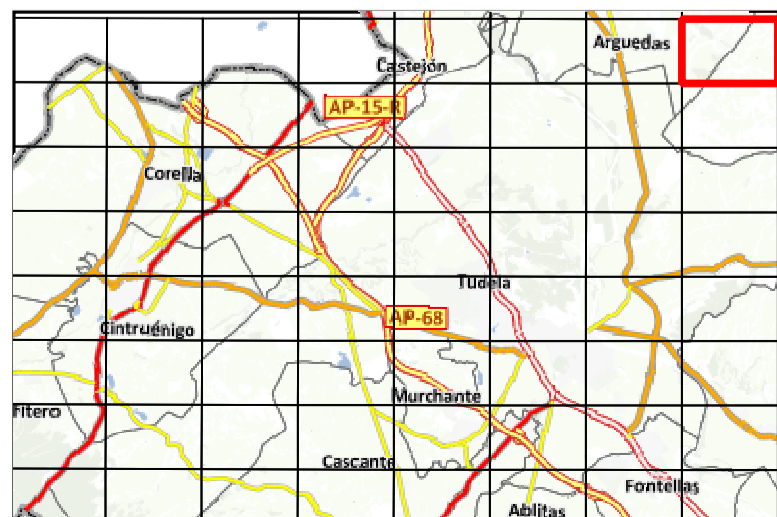 Arguedas
Castejón
AP-15-R
Corella
Tudela
AP-68
Cintruénigo
Murchante
Fitero
Cascante
Fontellas
Ablitas